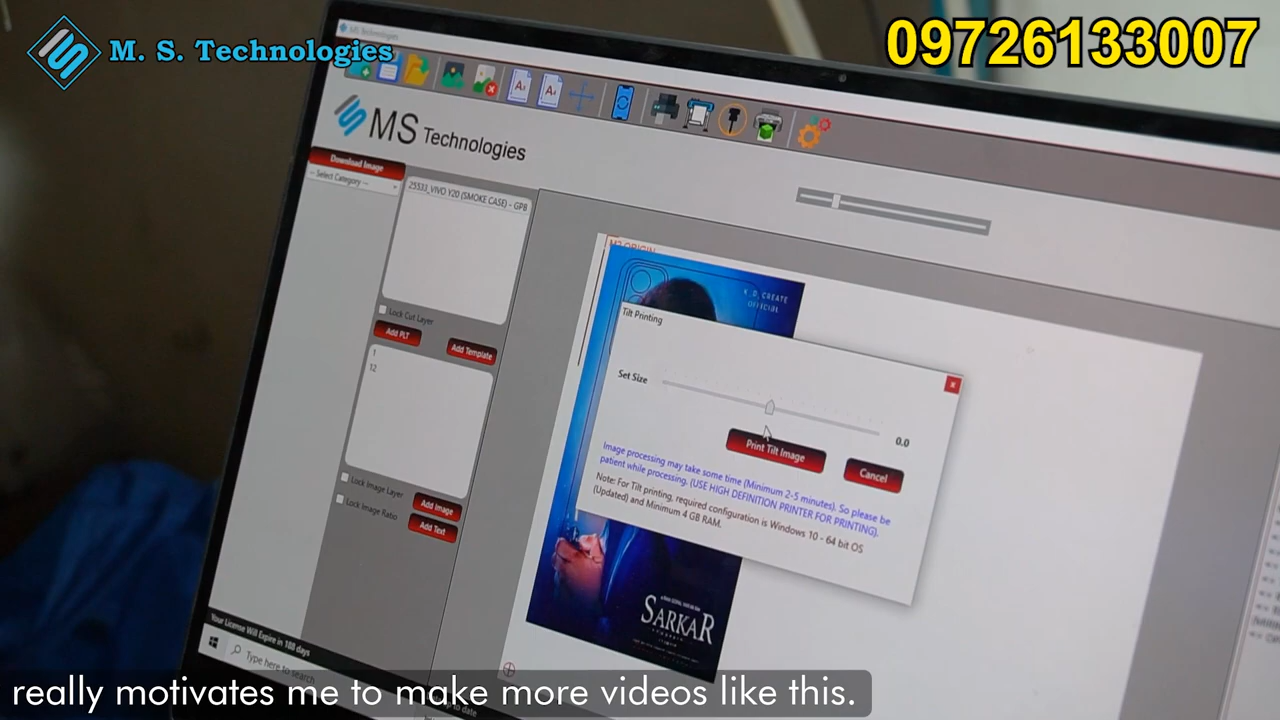 M. S. Technologies
09726133007
MS Technologies
Download Image
-- Select Category --
25533_VIVO Y20 (SMOKE CASE) - GPB
Lock Cut Layer
Add PLT
Add Template
1
12
Lock Image Layer
Lock Image Ratio
Add Image
Add Text
Tilt Printing
Set Size
0.0
Print Tilt Image
Cancel
Image processing may take some time (Minimum 2-5 minutes). So please be
patient while processing. (USE HIGH DEFINITION PRINTER FOR PRINTING).
Note: For Tilt printing, required configuration is Windows 10 - 64 bit OS
(Updated) and Minimum 4 GB RAM.
SARKAR
Your License Will Expire in 188 days
Type here to search
really motivates me to make more videos like this.